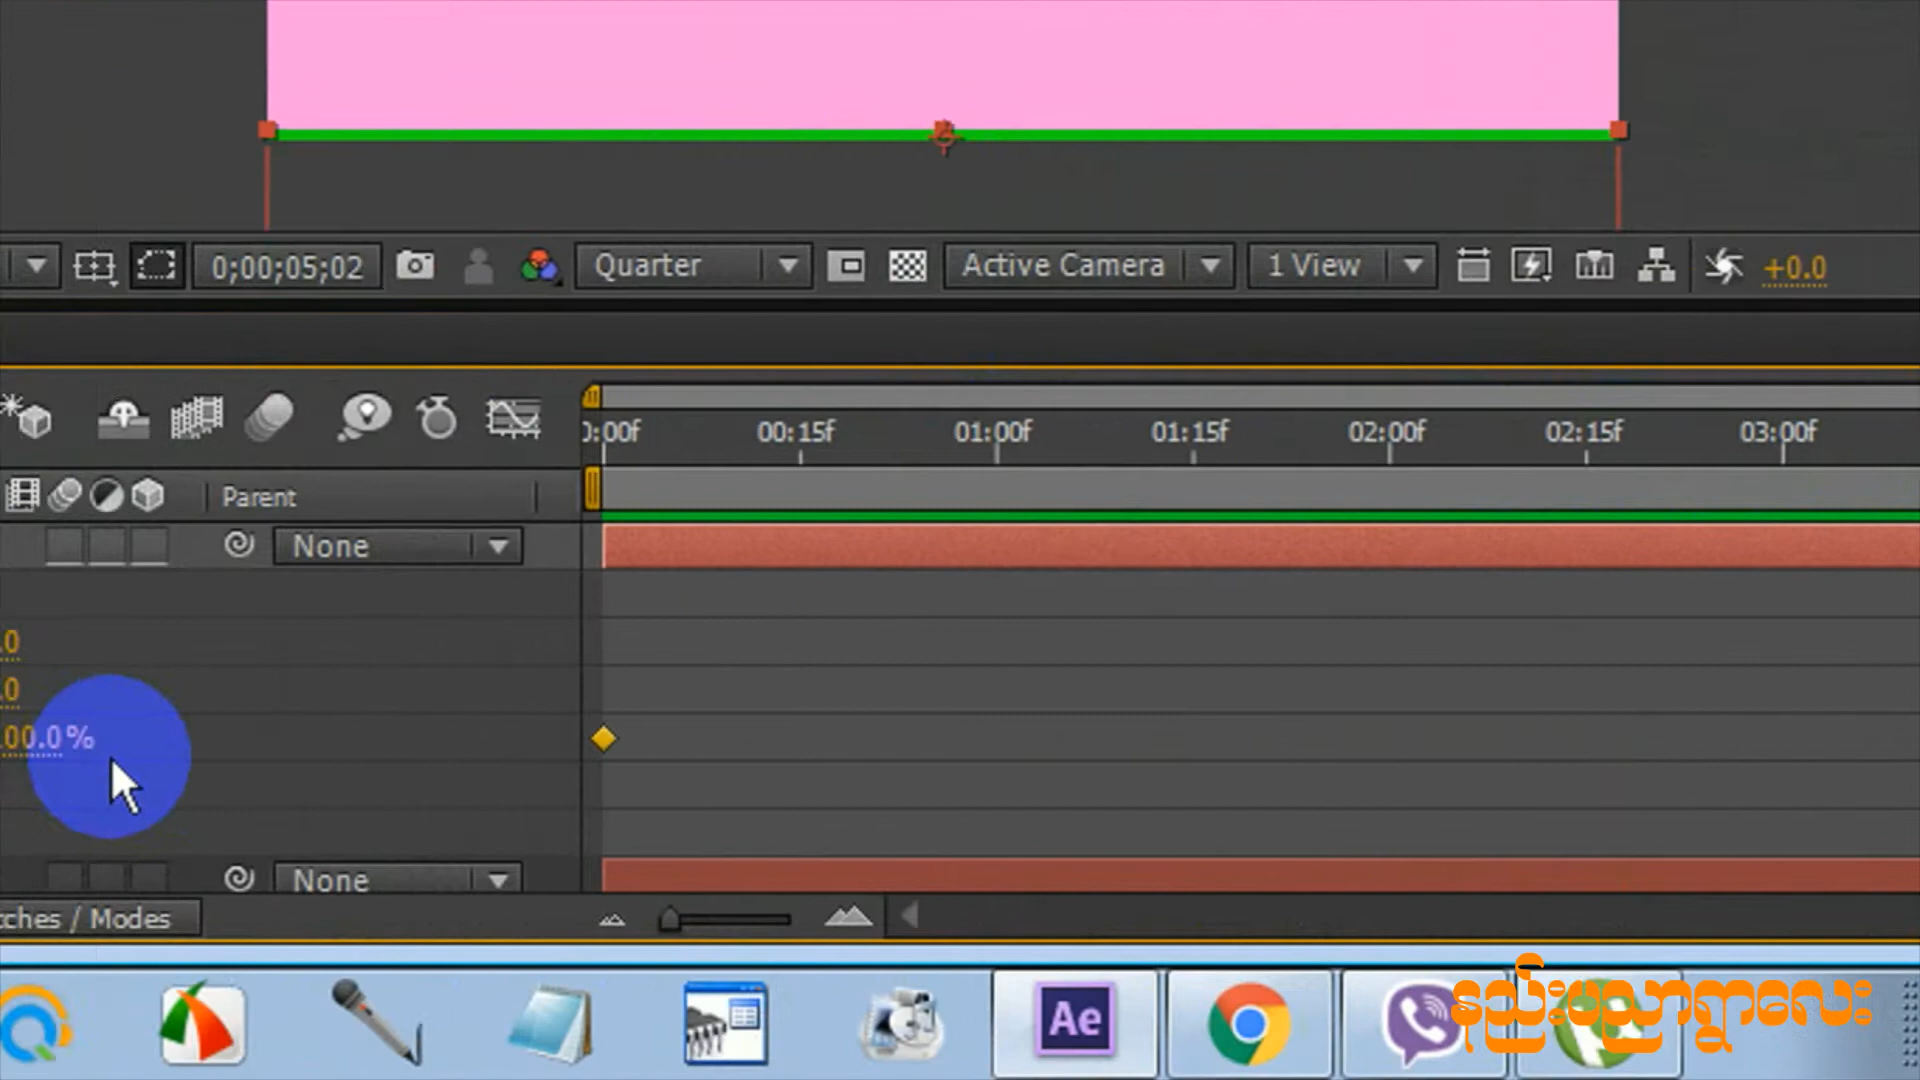 0;00;05;02 Quarter Active Camera 1 View +0.0
0:00f 00:15f 01:00f 01:15f 02:00f 02:15f 03:00f
Parent
None
.0
.0
100.0%
None
tches / Modes
Ae
နည်းပညာရွာလေး